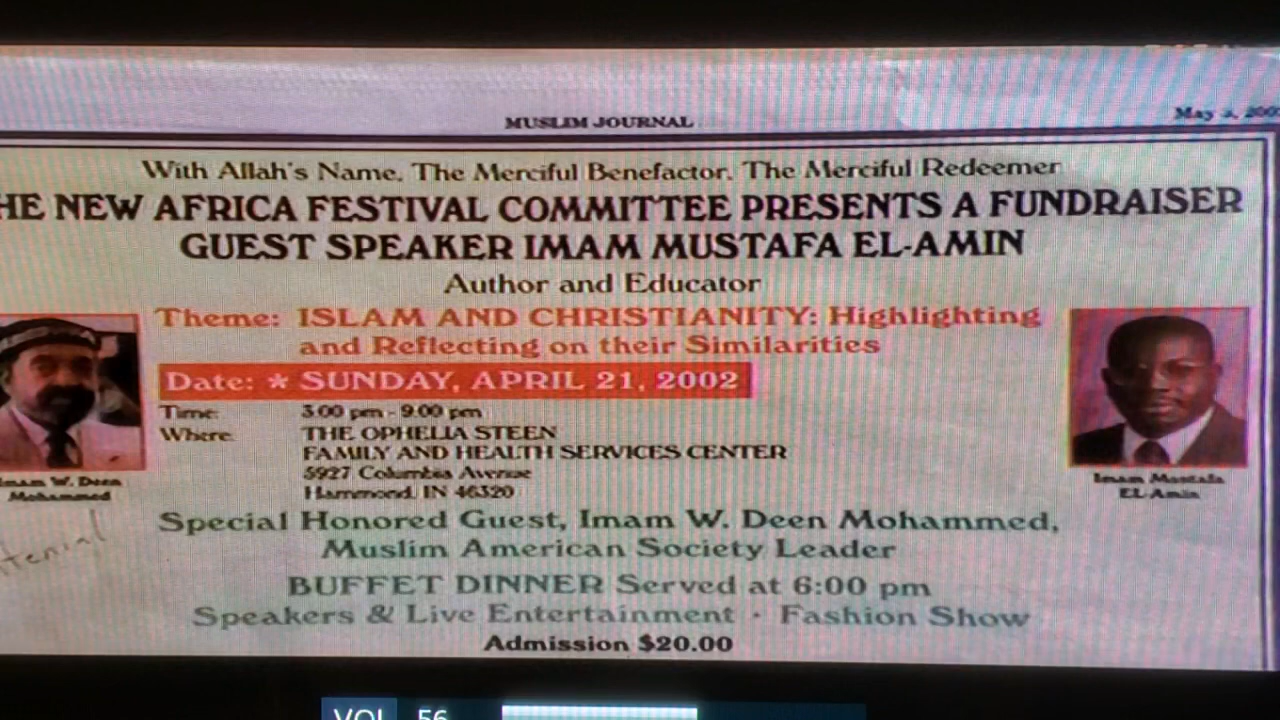 MUSLIM JOURNAL
May
With Allah's Name, The Merciful Benefactor, The Merciful Redeemer
HE NEW AFRICA FESTIVAL COMMITTEE PRESENTS A FUNDRAISER
GUEST SPEAKER IMAM MUSTAFA EL-AMIN
Author and Educator
Theme: ISLAM AND CHRISTIANITY: Highlighting
and Reflecting on their Similarities
Date: * SUNDAY, APRIL 21, 2002
Time: 3:00 pm - 9:00 pm
Where: THE OPHELIA STEEN
FAMILY AND HEALTH SERVICES CENTER
5927 Columbia Avenue
Hammond, IN 46320
Imam W. Deen
Mohammed
Imam Mustafa
EL-Amin
Special Honored Guest, Imam W. Deen Mohammed,
Muslim American Society Leader
BUFFET DINNER Served at 6:00 pm
Speakers & Live Entertainment · Fashion Show
Admission $20.00
VOL 56